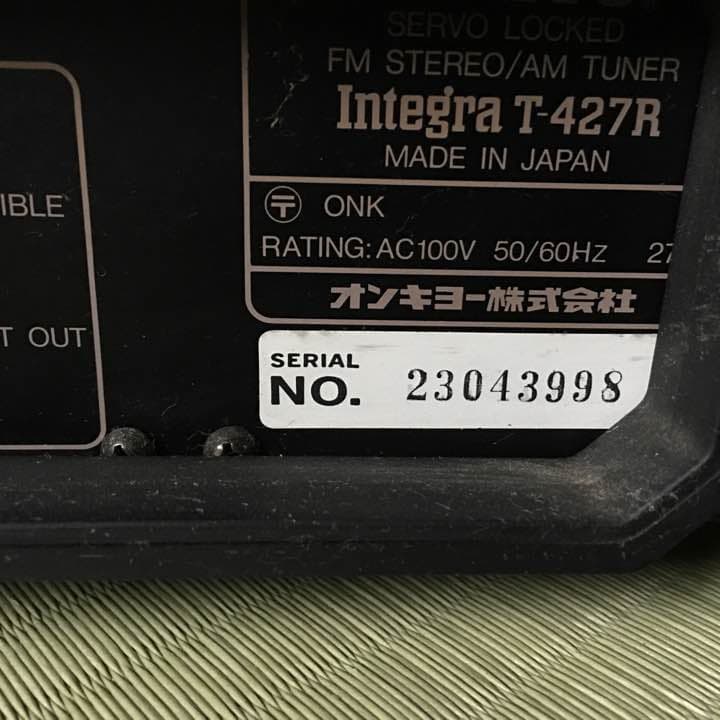 SERVO LOCKED
FM STEREO/AM TUNER
Integra T-427R
MADE IN JAPAN
〒 ONK
RATING: AC100V 50/60Hz 27
オンキヨー株式会社
SERIAL
NO. 23043998
IBLE
T OUT